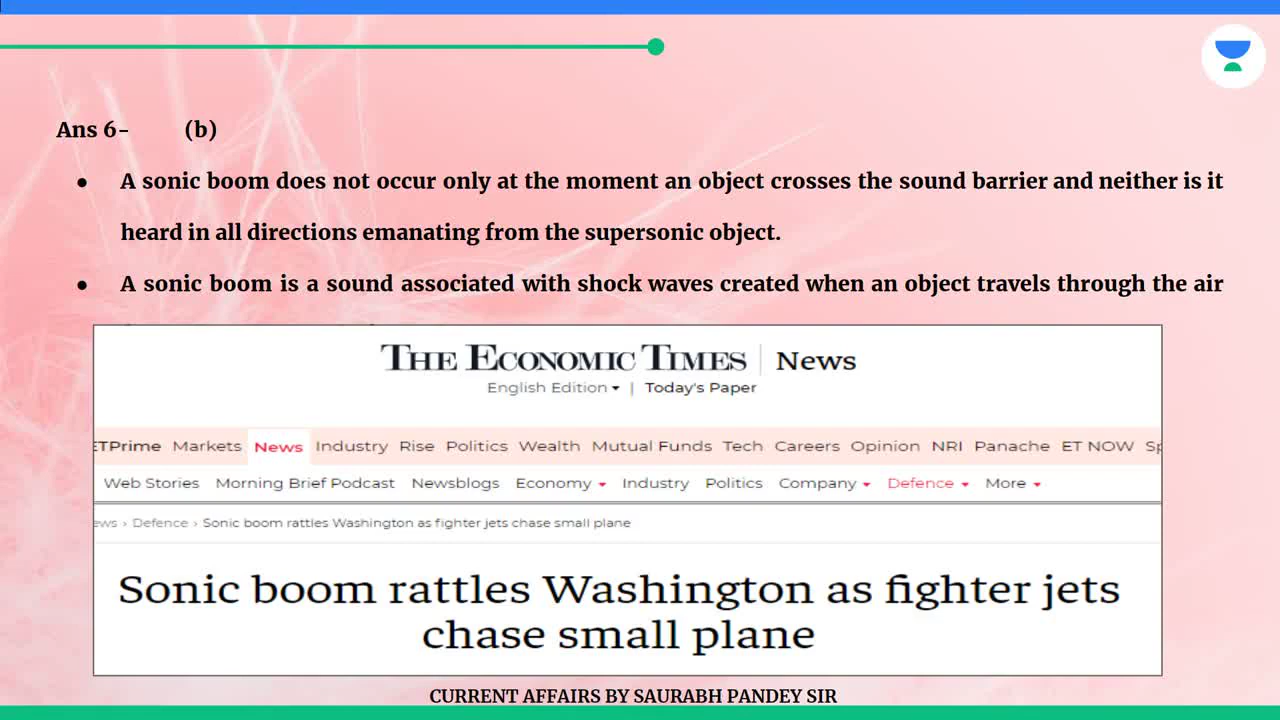 Ans 6- (b)
● A sonic boom does not occur only at the moment an object crosses the sound barrier and neither is it
heard in all directions emanating from the supersonic object.
● A sonic boom is a sound associated with shock waves created when an object travels through the air
THE ECONOMIC TIMES | News
English Edition ▾ | Today's Paper
ETPrime Markets News Industry Rise Politics Wealth Mutual Funds Tech Careers Opinion NRI Panache ET NOW Sp
Web Stories Morning Brief Podcast Newsblogs Economy ▾ Industry Politics Company ▾ Defence ▾ More ▾
ews › Defence › Sonic boom rattles Washington as fighter jets chase small plane
Sonic boom rattles Washington as fighter jets
chase small plane
CURRENT AFFAIRS BY SAURABH PANDEY SIR